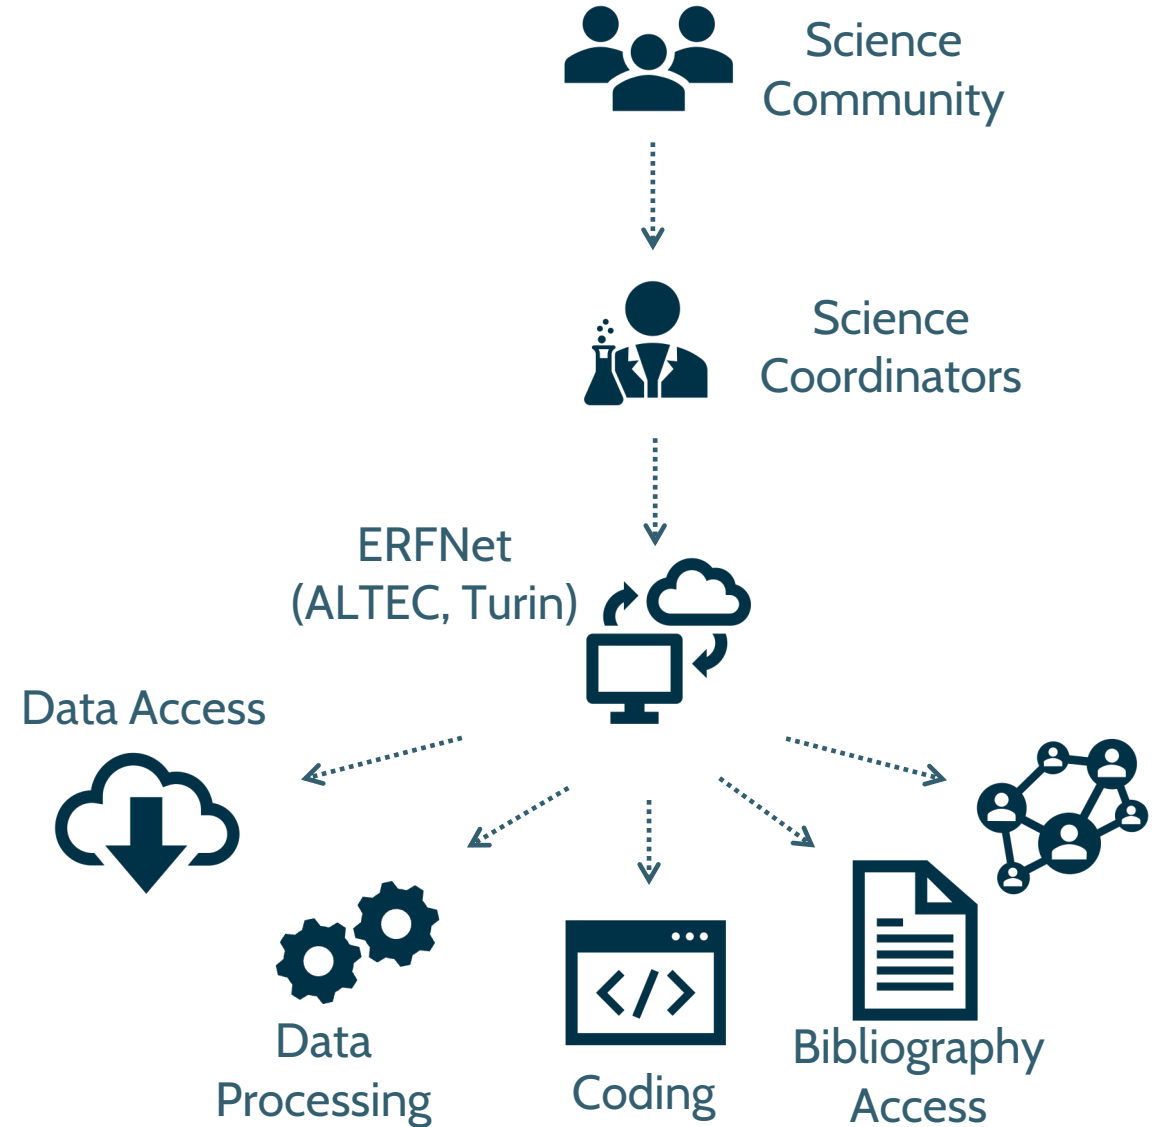 Science
Community
Science
Coordinators
ERFNet
(ALTEC, Turin)
Data Access
Data
Processing
</>
Coding
Bibliography
Access